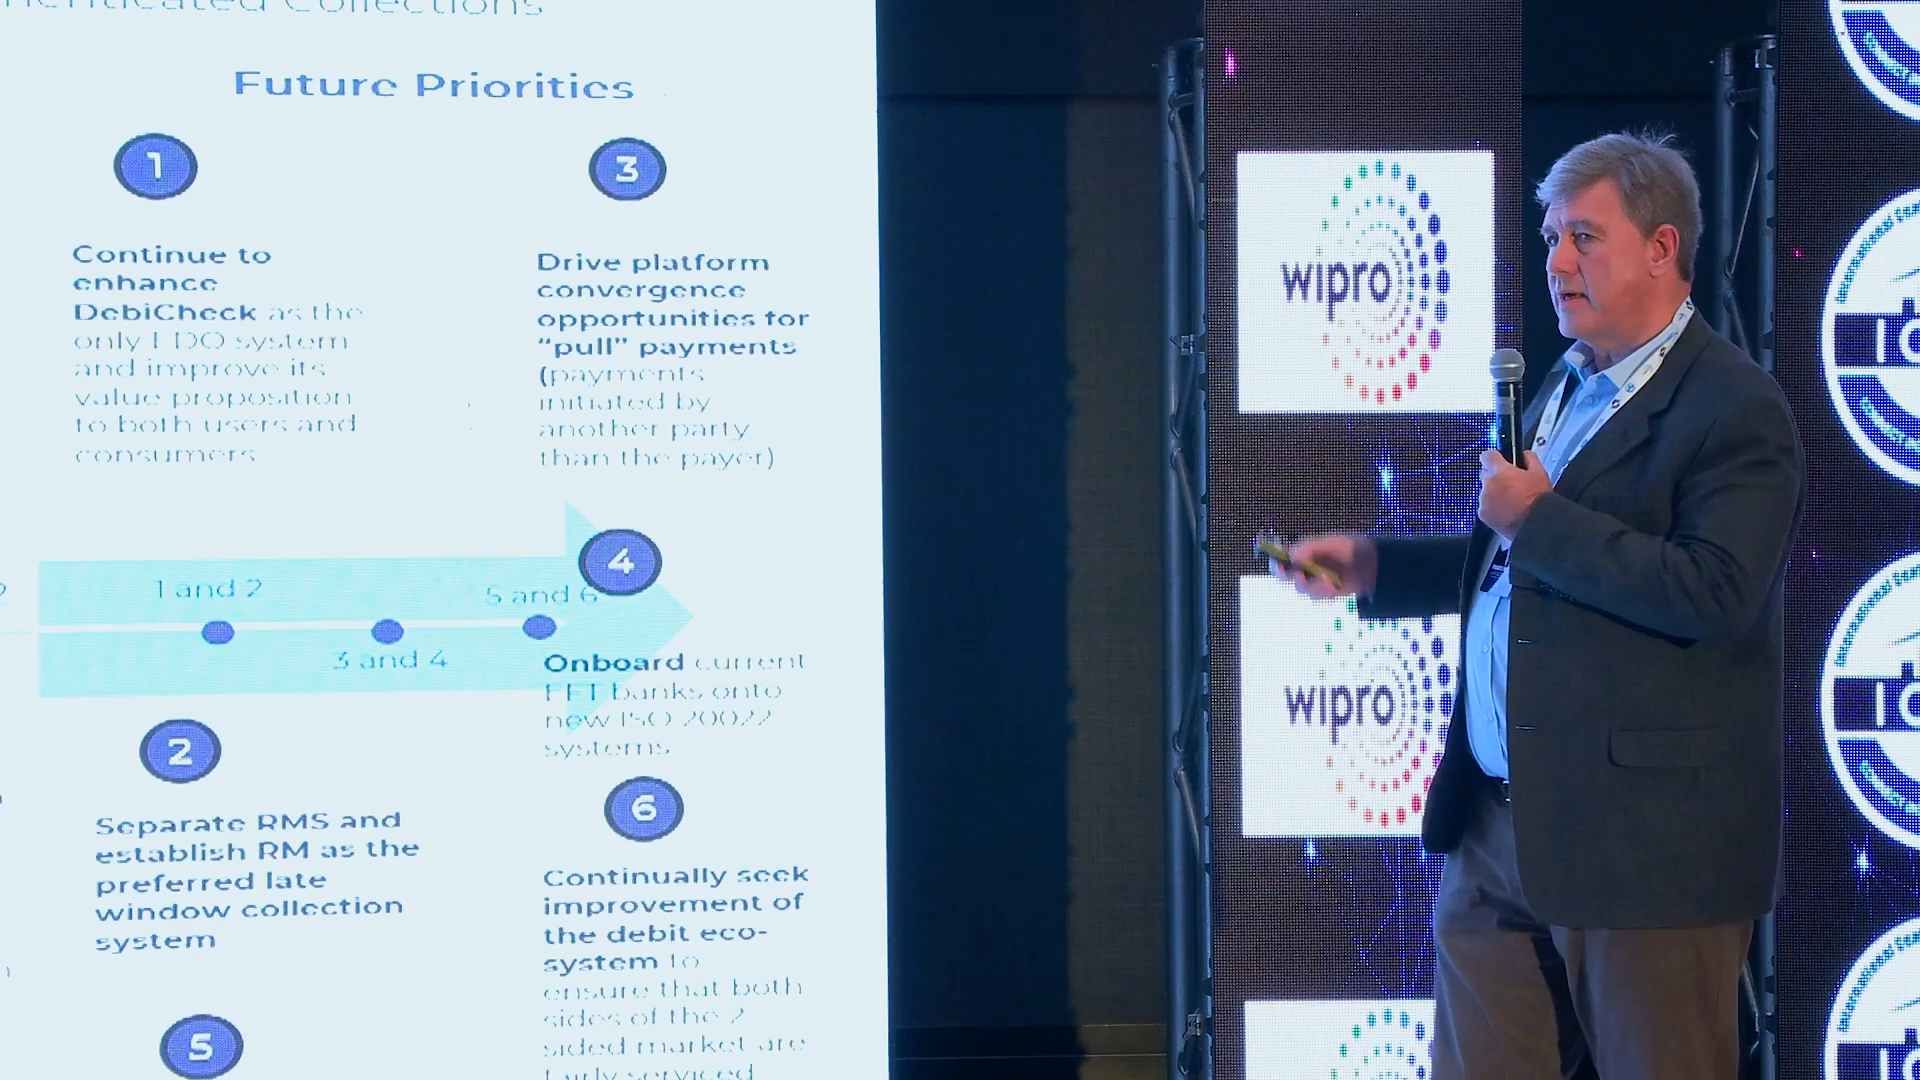 Collections
Future Priorities
1
Continue to
enhance
DebiCheck as the
only EDO system
and improve its
value proposition
to both users and
consumers
3
Drive platform
convergence
opportunities for
“pull” payments
(payments
initiated by
another party
than the payer)
1 and 2
3 and 4
5 and 6
4
Onboard current
EFT banks onto
new ISO 20022
systems
2
Separate RMS and
establish RM as the
preferred late
window collection
system
6
Continually seek
improvement of
the debit eco-
system to
ensure that both
sides of the 2
sided market are
fairly serviced
5
wipro
wipro